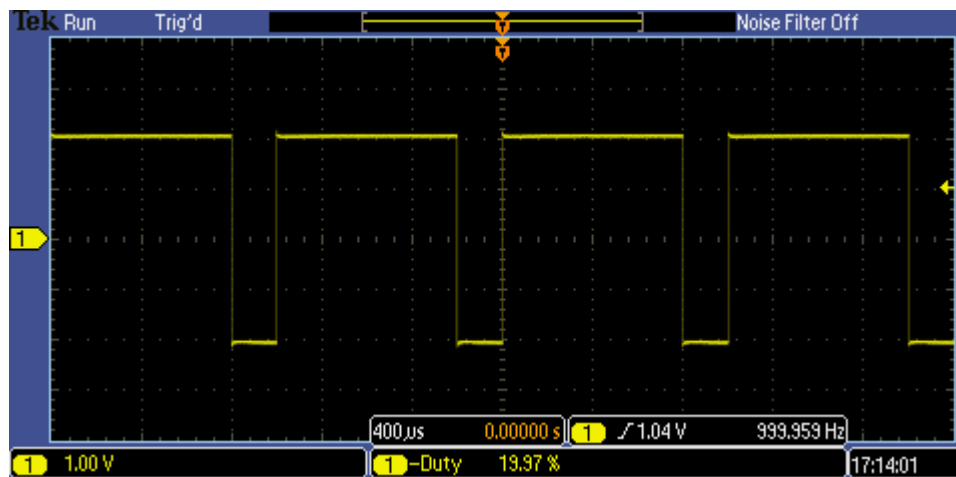 Tek Run Trig'd Noise Filter Off
1
400µs 0.00000 s 1 1.04 V 999.959 Hz
1 1.00 V 1 -Duty 19.97 % 17:14:01